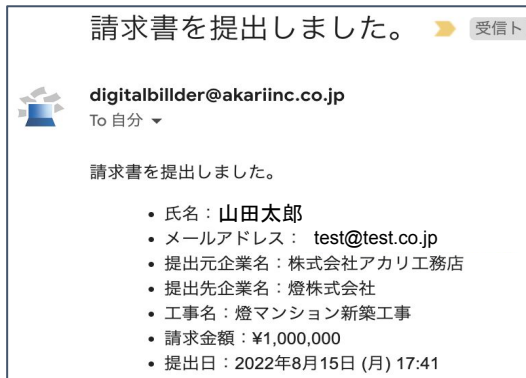 請求書を提出しました。
受信ト
digitalbillder@akariinc.co.jp
To 自分
請求書を提出しました。
• 氏名：山田太郎
• メールアドレス： test@test.co.jp
• 提出元企業名：株式会社アカリ工務店
• 提出先企業名：燈株式会社
• 工事名：燈マンション新築工事
• 請求金額：¥1,000,000
• 提出日：2022年8月15日 (月) 17:41